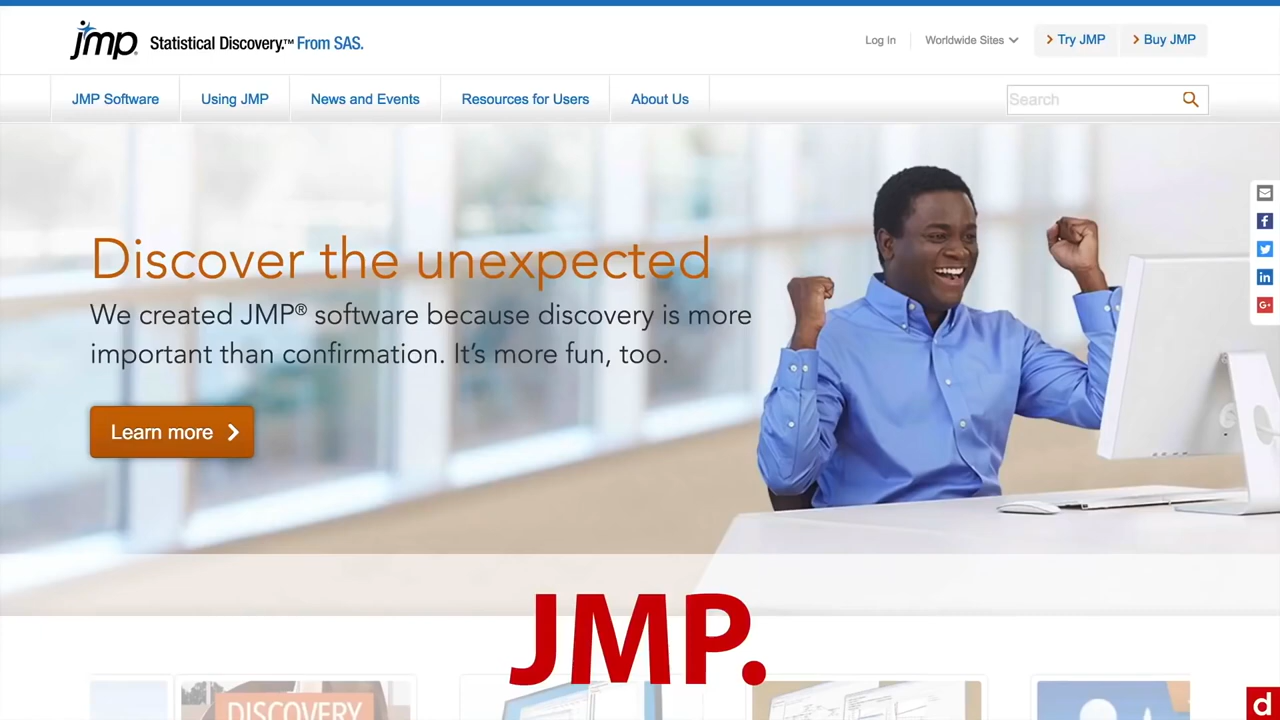 jmp Statistical Discovery.™ From SAS.
Log In
Worldwide Sites
Try JMP
Buy JMP
JMP Software
Using JMP
News and Events
Resources for Users
About Us
Search
Discover the unexpected
We created JMP® software because discovery is more
important than confirmation. It's more fun, too.
Learn more
f
in
G+
JMP.
DISCOVERY
d